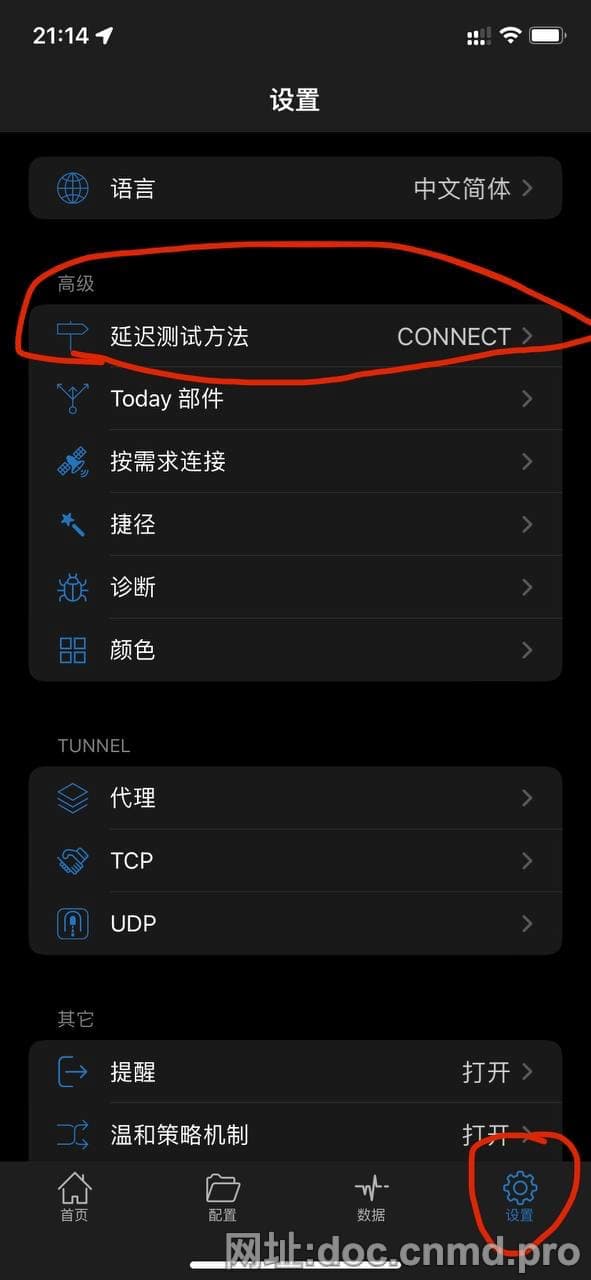 21:14
设置
语言 中文简体
高级
延迟测试方法 CONNECT
Today 部件
按需求连接
捷径
诊断
颜色
TUNNEL
代理
TCP
UDP
其它
提醒 打开
温和策略机制 打开
首页 配置 数据 设置
网址:doc.cnmd.pro